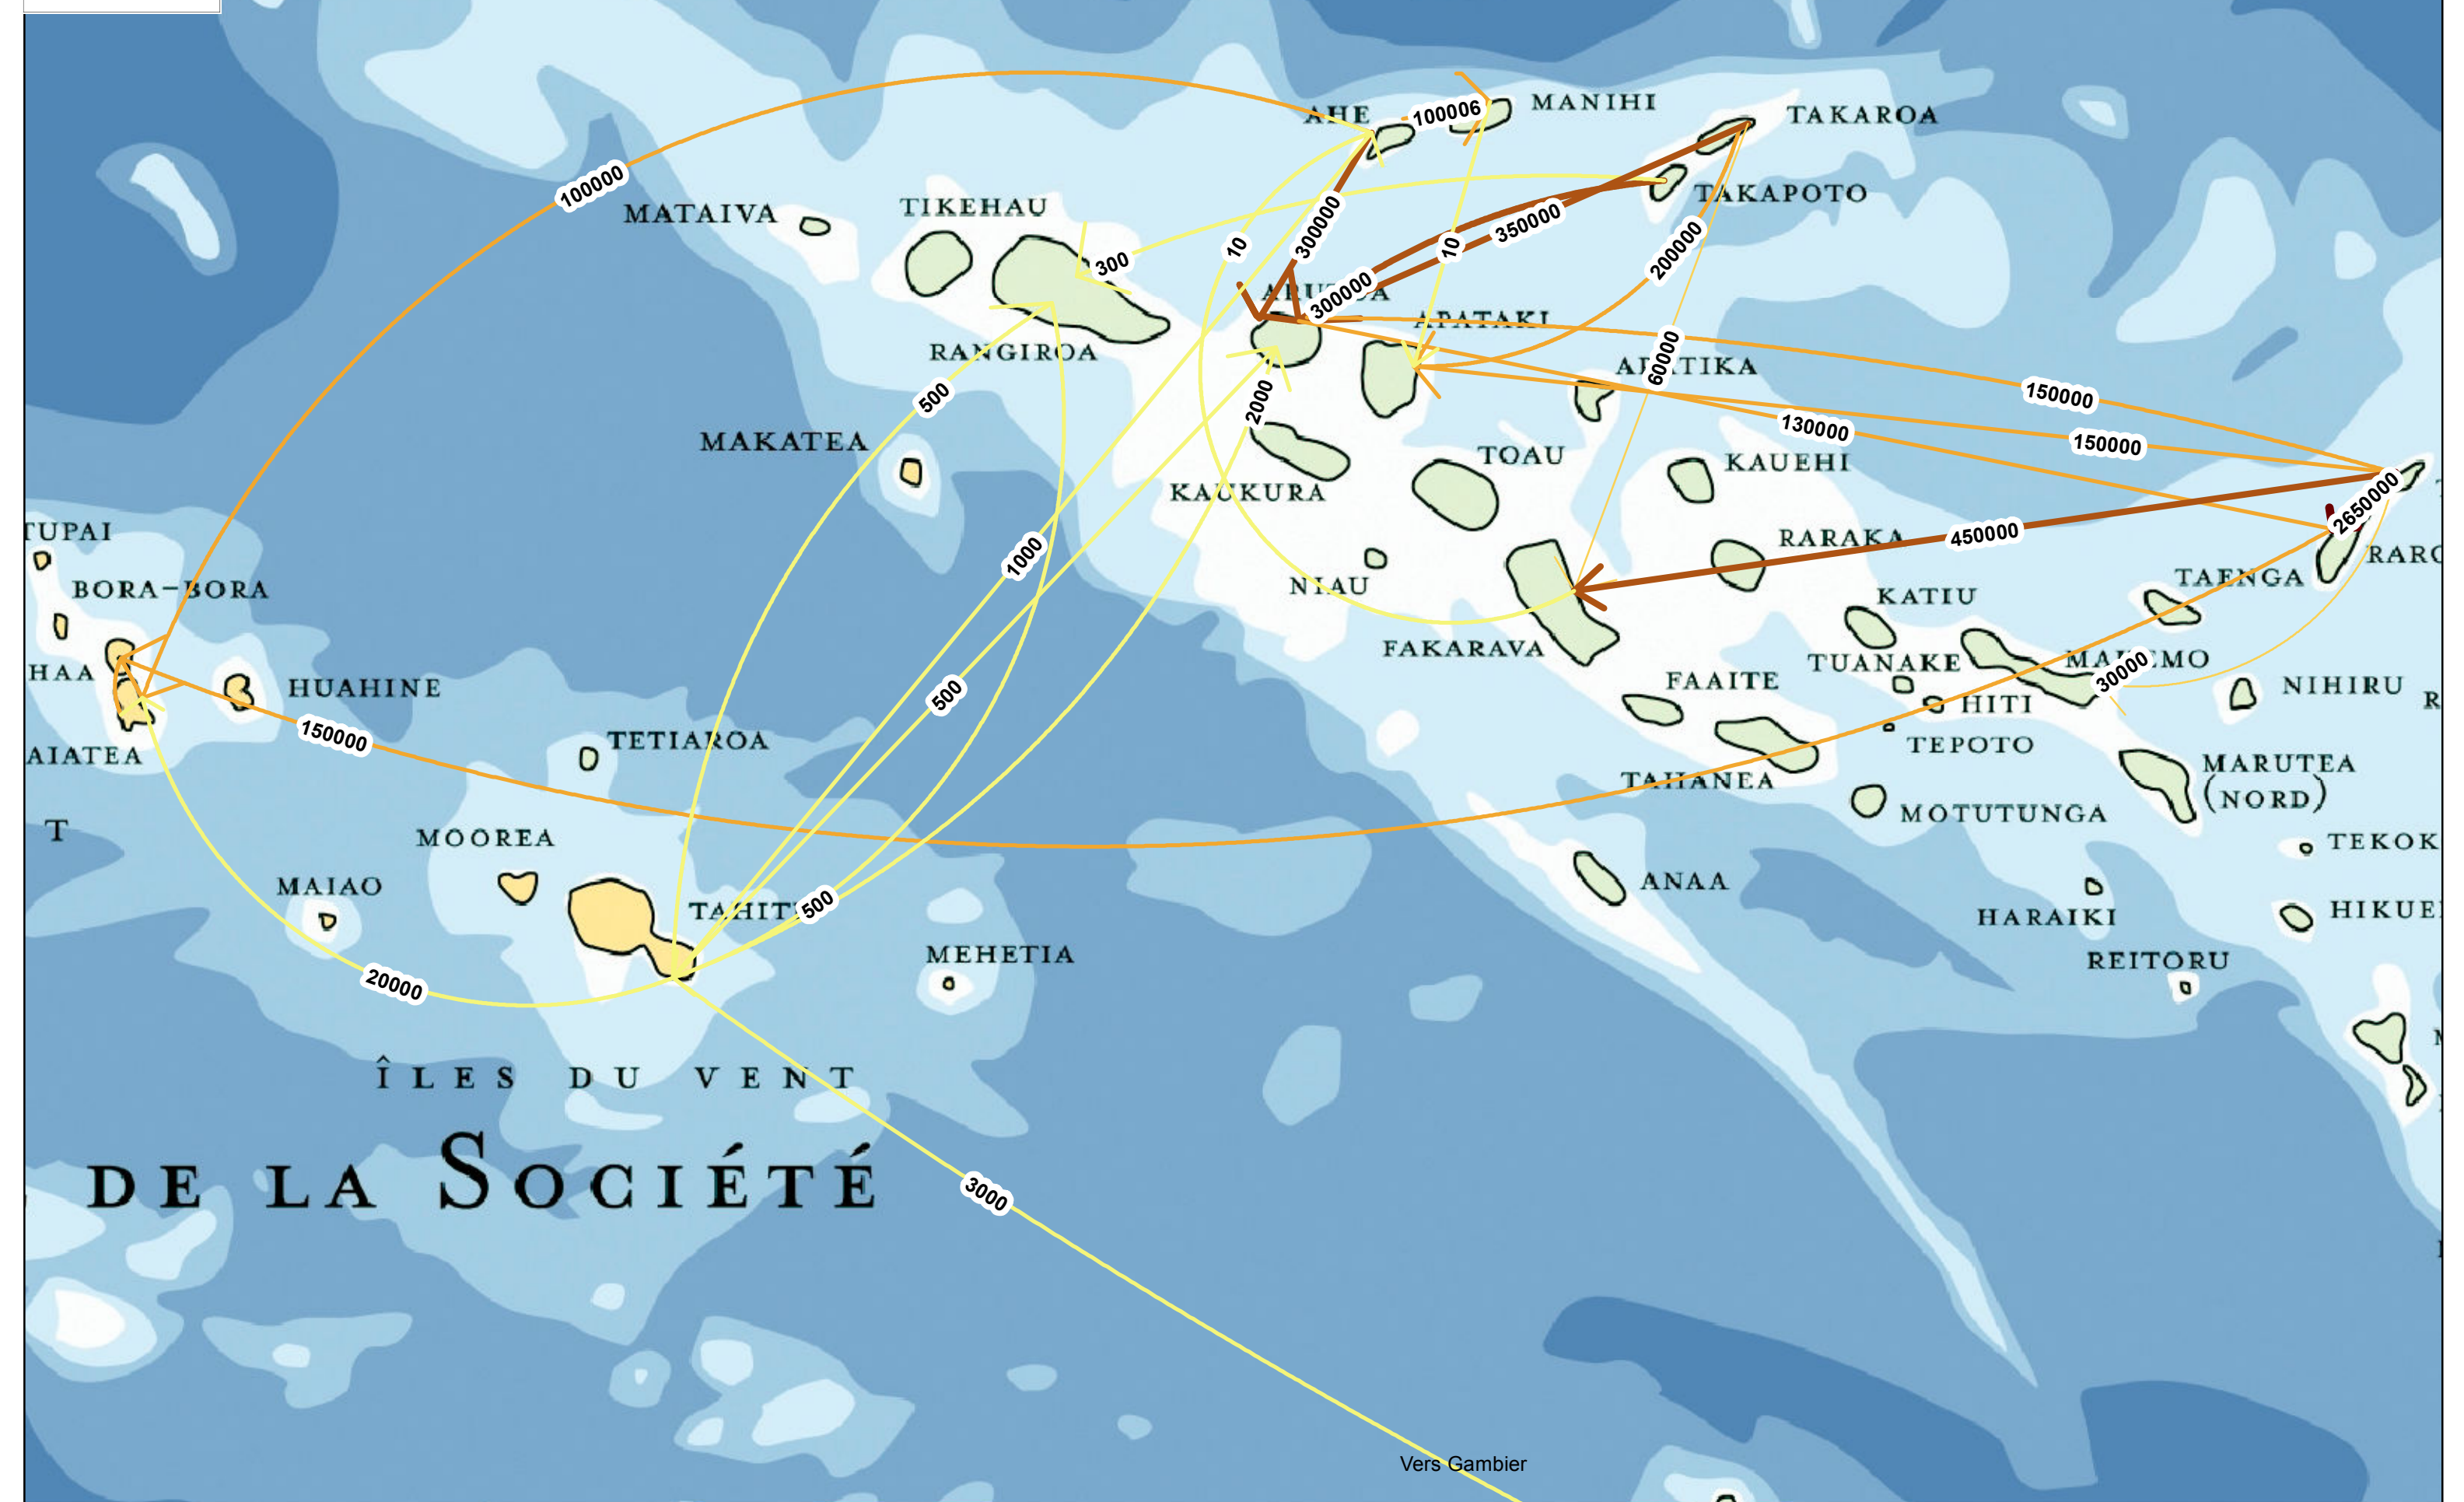 MANIHI
AHE
100006
TAKAROA
100000
TAKAPOTO
MATAIVA
TIKEHAU
10
300000
10
350000
200000
300
300000
APATAKI
RANGIROA
60000
500
2000
150000
130000
150000
MAKATEA
TOAU
KAUEHI
KAUKURA
2650000
TUPAI
1000
RARAKA
450000
NIAU
BORA-BORA
TAENGA
RARO
KATIU
FAKARAVA
HAA
TUANAKE
30000
HUAHINE
500
FAAITE
NIHIRU
R
HITI
150000
TETIAROA
TEPOTO
AIATEA
TAHANEA
MARUTEA
(NORD)
T
MOOREA
MOTUTUNGA
TEKOK
MAIAO
ANAA
500
HARAIKI
HIKUE
MEHETIA
REITORU
20000
ÎLES DU VENT
DE LA SOCIÉTÉ
3000
Vers Gambier